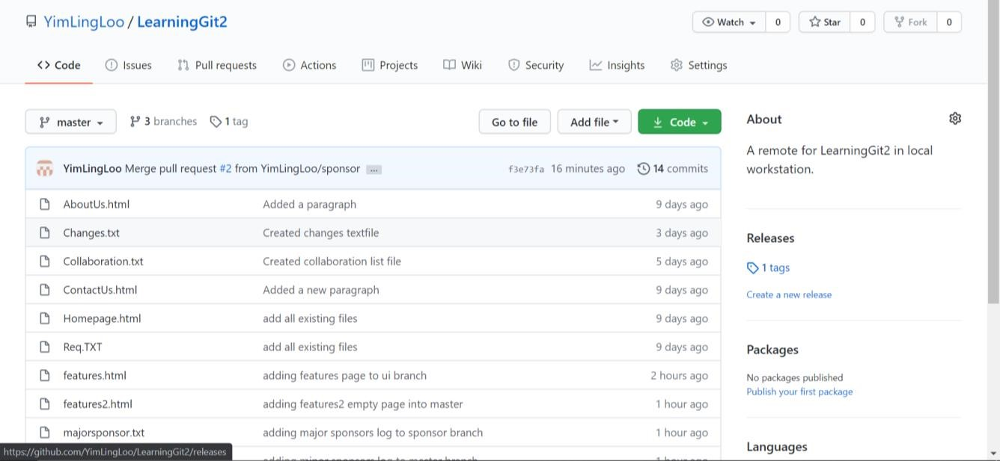 YimLingLoo / LearningGit2
Watch 0 Star 0 Fork 0
Code Issues Pull requests Actions Projects Wiki Security Insights Settings
master 3 branches 1 tag Go to file Add file Code
YimLingLoo Merge pull request #2 from YimLingLoo/sponsor ... f3e73fa 16 minutes ago 14 commits
AboutUs.html Added a paragraph 9 days ago
Changes.txt Created changes textfile 3 days ago
Collaboration.txt Created collaboration list file 5 days ago
ContactUs.html Added a new paragraph 9 days ago
Homepage.html add all existing files 9 days ago
Req.TXT add all existing files 9 days ago
features.html adding features page to ui branch 2 hours ago
features2.html adding features2 empty page into master 1 hour ago
majorsponsor.txt adding major sponsors log to sponsor branch 1 hour ago
https://github.com/YimLingLoo/LearningGit2/releases
About
A remote for LearningGit2 in local
workstation.
Releases
1 tags
Create a new release
Packages
No packages published
Publish your first package
Languages